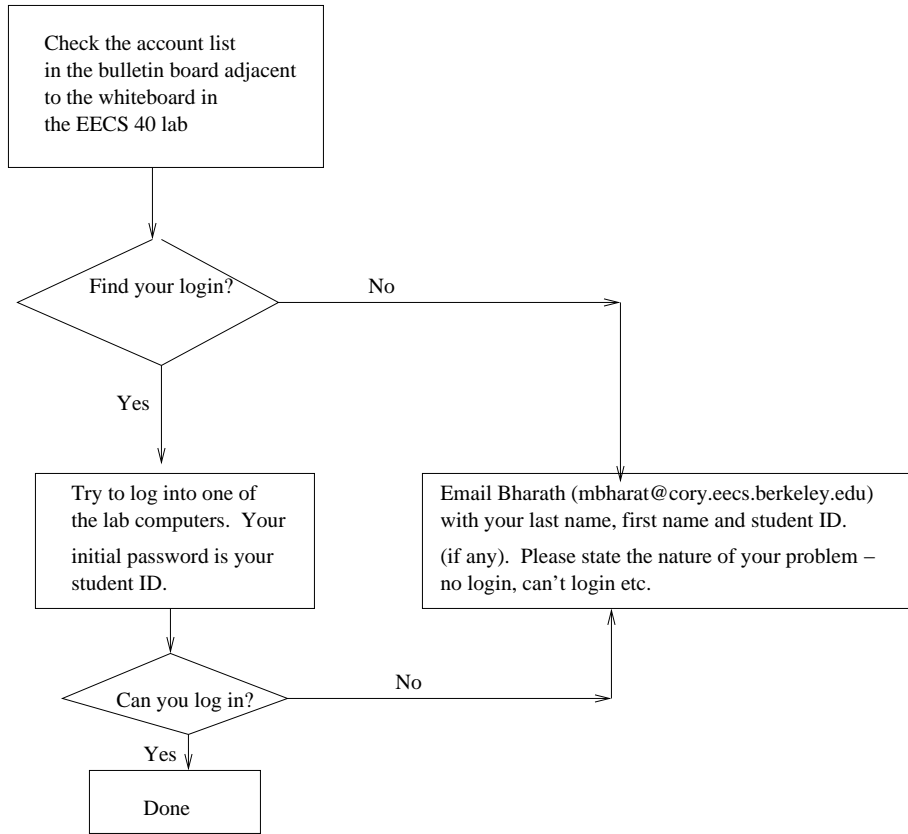 Check the account list
in the bulletin board adjacent
to the whiteboard in
the EECS 40 lab
Find your login?
No
Yes
Try to log into one of
the lab computers.  Your
initial password is your
student ID.
Email Bharath (mbharat@cory.eecs.berkeley.edu)
with your last name, first name and student ID.
(if any).  Please state the nature of your problem –
no login, can't login etc.
Can you log in?
No
Yes
Done